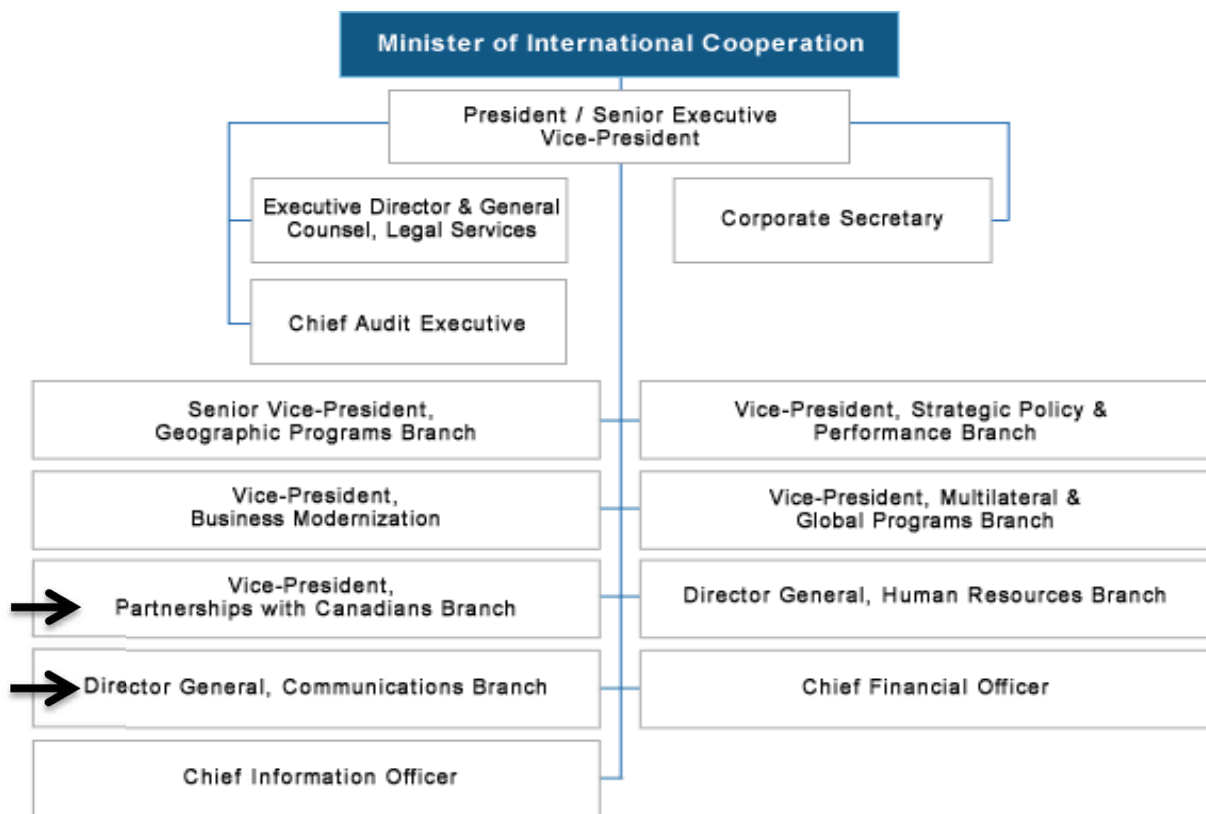 Minister of International Cooperation
President / Senior Executive
Vice-President
Executive Director & General
Counsel, Legal Services
Corporate Secretary
Chief Audit Executive
Senior Vice-President,
Geographic Programs Branch
Vice-President, Strategic Policy &
Performance Branch
Vice-President,
Business Modernization
Vice-President, Multilateral &
Global Programs Branch
Vice-President,
Partnerships with Canadians Branch
Director General, Human Resources Branch
Director General, Communications Branch
Chief Financial Officer
Chief Information Officer